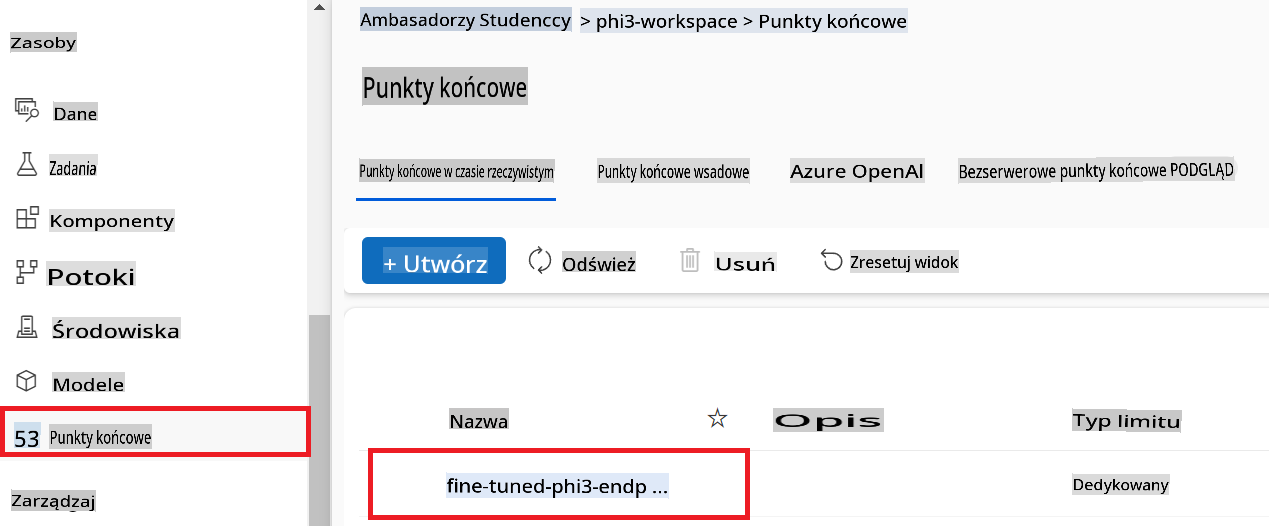 Zasoby
Dane
Zadania
Komponenty
Potoki
Środowiska
Modele
53 Punkty końcowe
Zarządzaj
Ambasadorzy Studenccy > phi3-workspace > Punkty końcowe
Punkty końcowe
Punkty końcowe w czasie rzeczywistym Punkty końcowe wsadowe Azure OpenAI Bezserwerowe punkty końcowe PODGLĄD
+ Utwórz Odśwież Usuń Zresetuj widok
Nazwa Opis Typ limitu
fine-tuned-phi3-endp ... Dedykowany